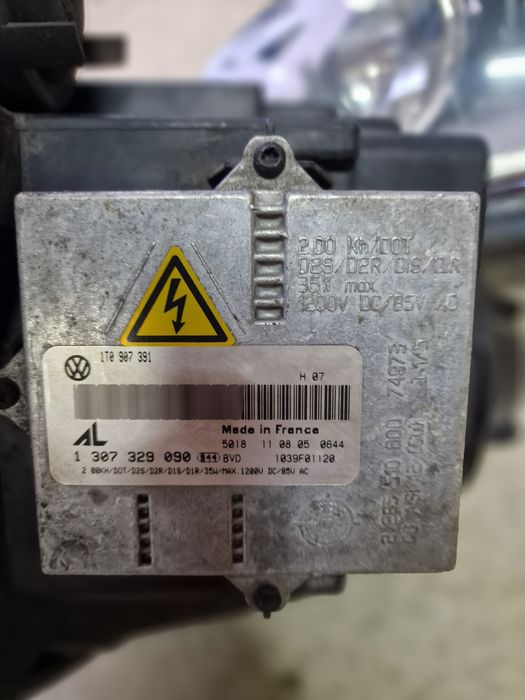 2.00 Kh/DOT
D2S/D2R/D1S/D1R
35W max
1200V DC/85V AC
1T0 907 391
H 07
Made in France
5018 11 08 05 0644
AL
1 307 329 090 BVD 1039F01120
2 00KH/DOT/D2S/D2R/D1S/D1R/35W/MAX 1200V DC/85V AC